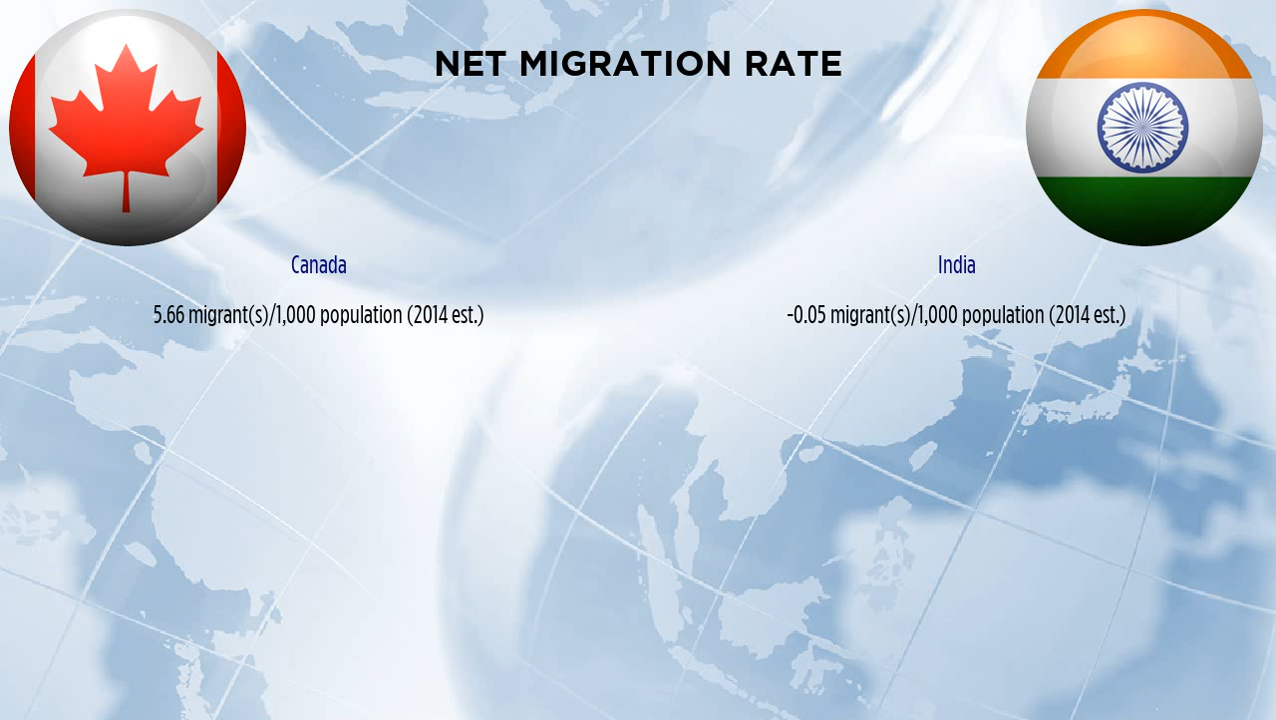 NET MIGRATION RATE
Canada
India
5.66 migrant(s)/1,000 population (2014 est.)
-0.05 migrant(s)/1,000 population (2014 est.)